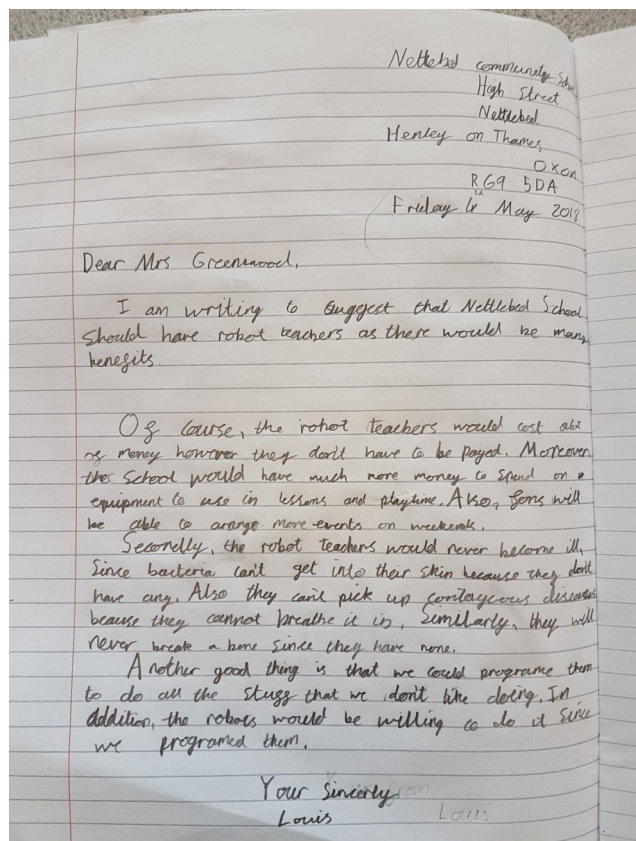 Nettlebed community School
High Street
Nettlebed
Henley on Thames
Oxon
RG9 5DA
Friday 4 May 2018
Dear Mrs Greenwood,
I am writing to suggest that Nettlebed School
should have robot teachers as there would be many
benefits.
Of course, the robot teachers would cost alot
of money however they don't have to be payed. Moreover,
the school would have much more money to spend on
equipment to use in lessons and playtime. Also, fons will
be able to arange more events on weekends.
Secondlly, the robot teachers would never become ill,
Since bacteria can't get into their skin because they don't
have any. Also they can't pick up contageous diseases
beause they cannot breathe it in, Similarly, they will
never break a bone since they have none.
Another good thing is that we could programe them
to do all the stuff that we don't like doing. In
addition, the robots would be willing to do it since
we programed them.
Your Sincerly
Louis
Louis